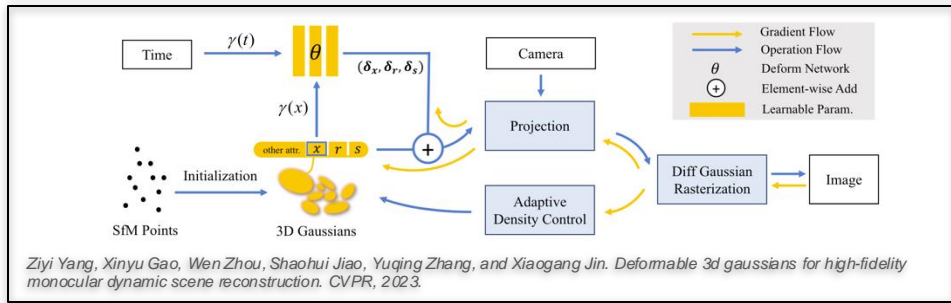 Time
γ(t)
θ
(δx, δr, δs)
γ(x)
Camera
Projection
Gradient Flow
Operation Flow
θ Deform Network
+ Element-wise Add
Learnable Param.
other attr. x r s
+
Initialization
SfM Points
3D Gaussians
Adaptive
Density Control
Diff Gaussian
Rasterization
Image
Ziyi Yang, Xinyu Gao, Wen Zhou, Shaohui Jiao, Yuqing Zhang, and Xiaogang Jin. Deformable 3d gaussians for high-fidelity
monocular dynamic scene reconstruction. CVPR, 2023.